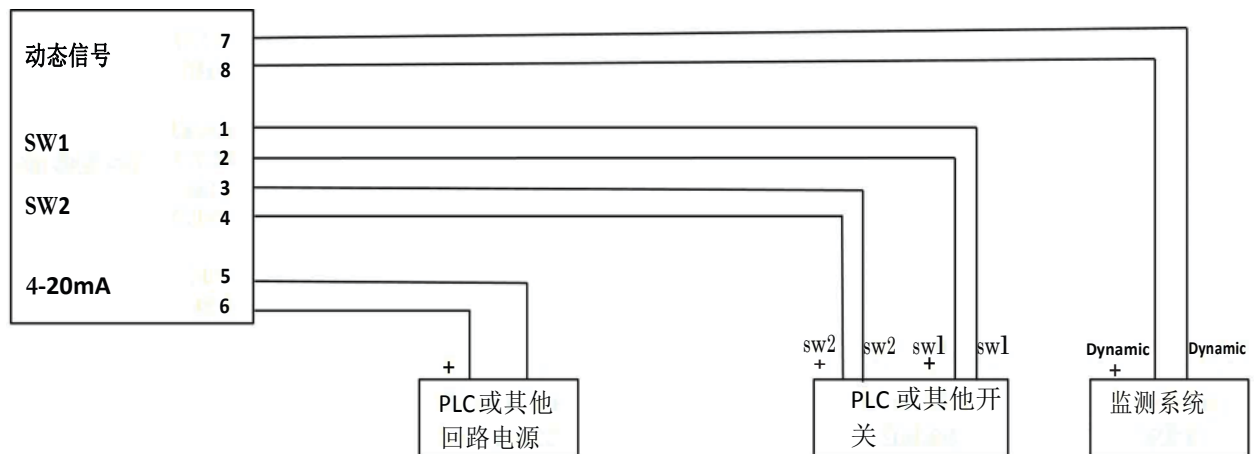 动态信号
7
8
SW1
1
2
SW2
3
4
4-20mA
5
6
+
PLC或其他
回路电源
sw2
+
sw2
sw1
+
sw1
PLC 或其他开
关
Dynamic
+
Dynamic
监测系统